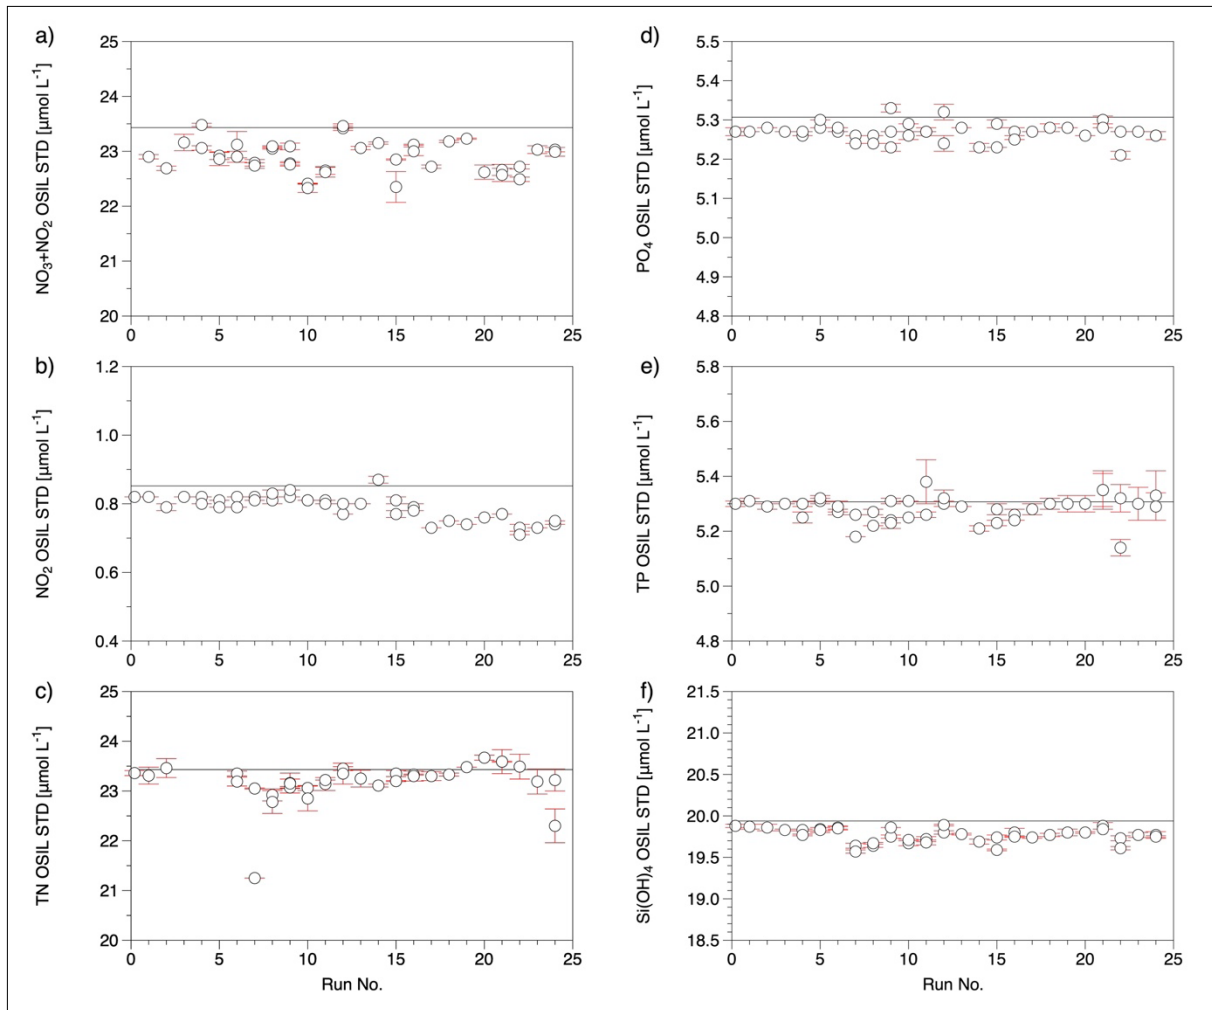 a)
25
24
23
22
21
20
NO3+NO2 OSIL STD [µmol L-1]
0 5 10 15 20 25
b)
1.2
1.0
0.8
0.6
0.4
NO2 OSIL STD [µmol L-1]
0 5 10 15 20 25
c)
25
24
23
22
21
20
TN OSIL STD [µmol L-1]
0 5 10 15 20 25
Run No.
d)
5.5
5.4
5.3
5.2
5.1
5.0
4.9
4.8
PO4 OSIL STD [µmol L-1]
0 5 10 15 20 25
e)
5.8
5.6
5.4
5.2
5.0
4.8
TP OSIL STD [µmol L-1]
0 5 10 15 20 25
f)
21.5
21.0
20.5
20.0
19.5
19.0
18.5
Si(OH)4 OSIL STD [µmol L-1]
0 5 10 15 20 25
Run No.